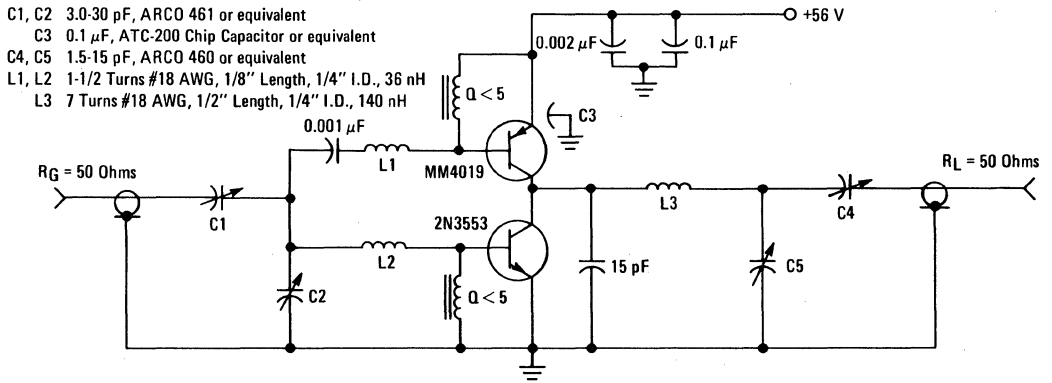 C1, C2 3.0-30 pF, ARCO 461 or equivalent
C3 0.1 μF, ATC-200 Chip Capacitor or equivalent
C4, C5 1.5-15 pF, ARCO 460 or equivalent
L1, L2 1-1/2 Turns #18 AWG, 1/8" Length, 1/4" I.D., 36 nH
L3 7 Turns #18 AWG, 1/2" Length, 1/4" I.D., 140 nH
+56 V
0.002 μF
0.1 μF
Q < 5
C3
0.001 μF
L1
MM4019
RG = 50 Ohms
RL = 50 Ohms
C1
L3
C4
2N3553
L2
C2
Q < 5
15 pF
C5